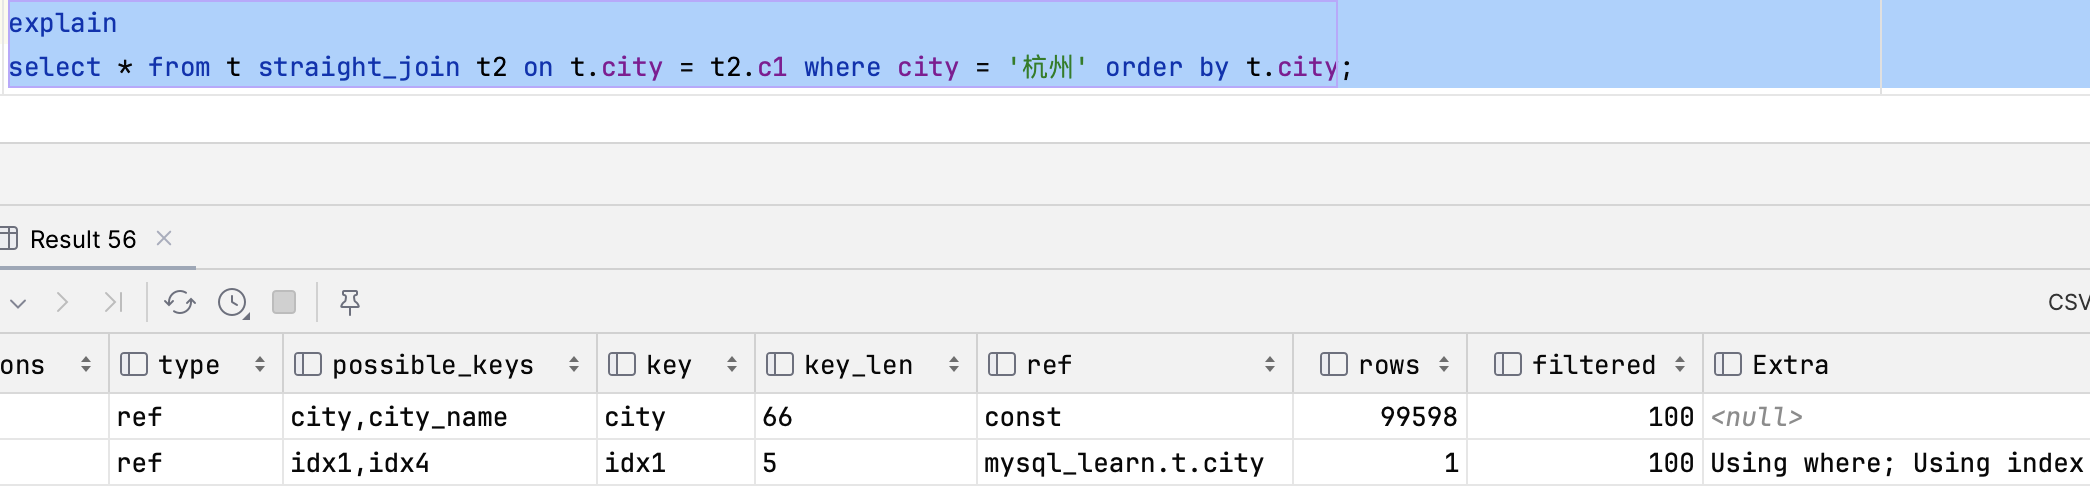 explain
select * from t straight_join t2 on t.city = t2.c1 where city = '杭州' order by t.city;
Result 56
CSV
ons type possible_keys key key_len ref rows filtered Extra
ref city,city_name city 66 const 99598 100 <null>
ref idx1,idx4 idx1 5 mysql_learn.t.city 1 100 Using where; Using index